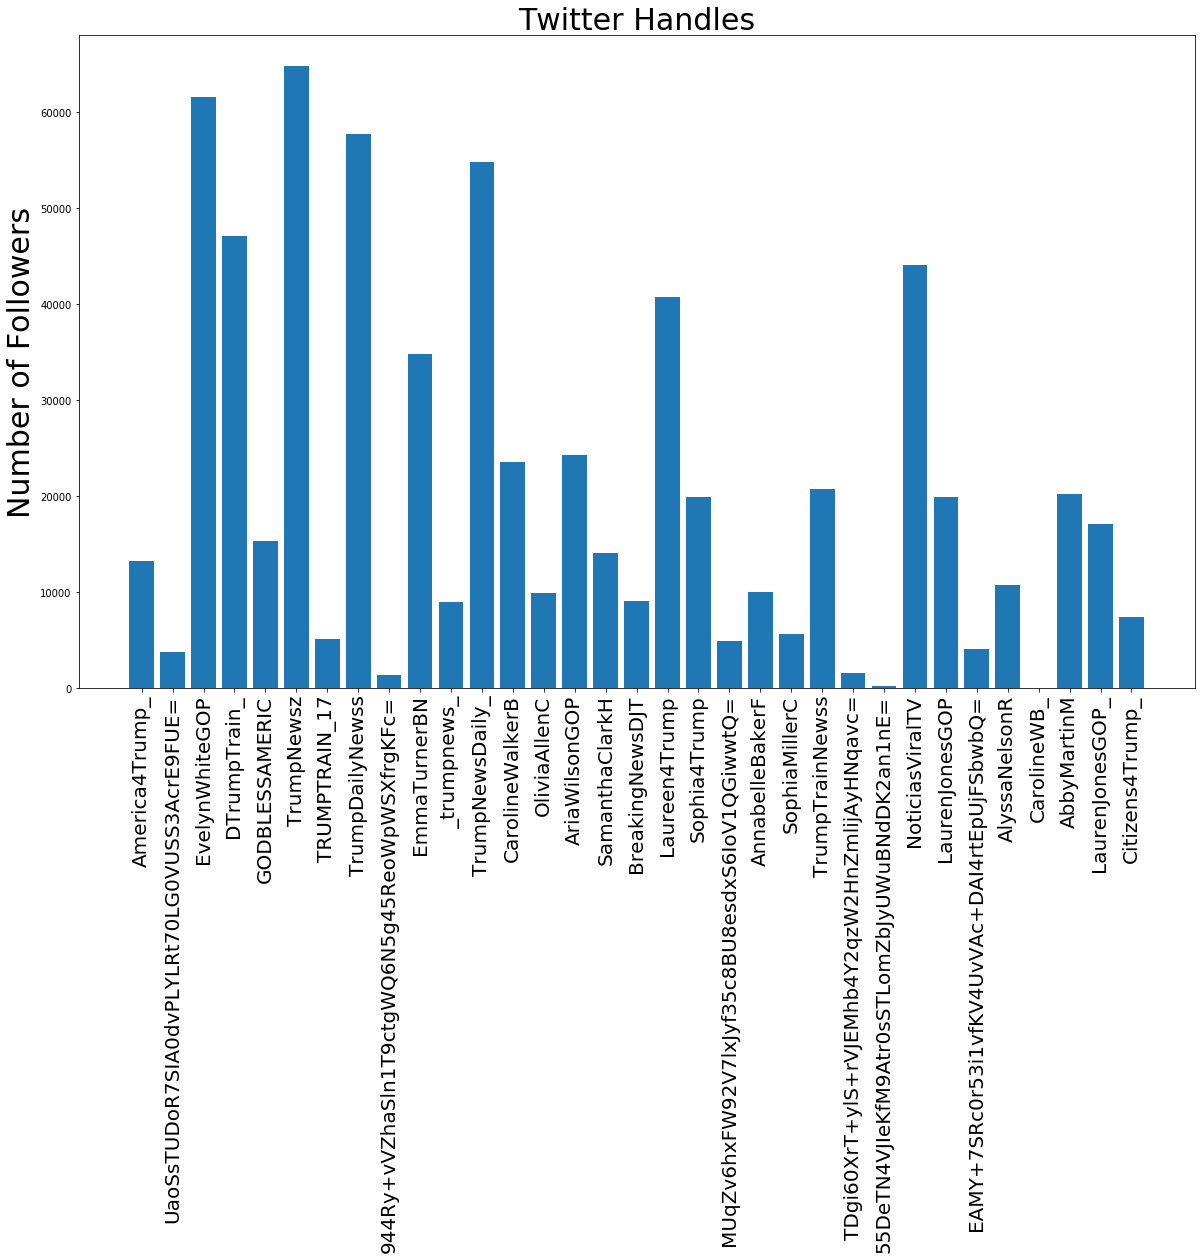 Twitter Handles
Number of Followers
60000
50000
40000
30000
20000
10000
0
America4Trump_
UaoSsTUDoR7SIA0dvPLYLRt70LG0VUSS3AcrE9FUE=
EvelynWhiteGOP
DTrumpTrain_
GODBLESSAMERIC
TrumpNewsz
TRUMPTRAIN_17
TrumpDailyNewss
944Ry+vVZhaSln1T9ctgWQ6N5g45ReoWpWSXfrgKFc=
EmmaTurnerBN
_trumpnews_
TrumpNewsDaily_
CarolineWalkerB
OliviaAllenC
AriaWilsonGOP
SamanthaClarkH
BreakingNewsDJT
Laureen4Trump
Sophia4Trump
MUqZv6hxFW92V7lxJyf35c8BU8esdxS6IoV1QGiwwtQ=
AnnabelleBakerF
SophiaMillerC
TrumpTrainNewss
TDgi60XrT+ylS+rVJEMhb4Y2qzW2HnZmlijAyHNqavc=
55DeTN4VJIeKfM9Atr0sSTLomZbJyUWuBNdDK2an1nE=
NoticiasViralTV
LaurenJonesGOP
EAMY+7SRc0r53i1vfKV4UvVAc+DAI4rtEpUjFSbwbQ=
AlyssaNelsonR
CarolineWB_
AbbyMartinM
LaurenJonesGOP_
Citizens4Trump_